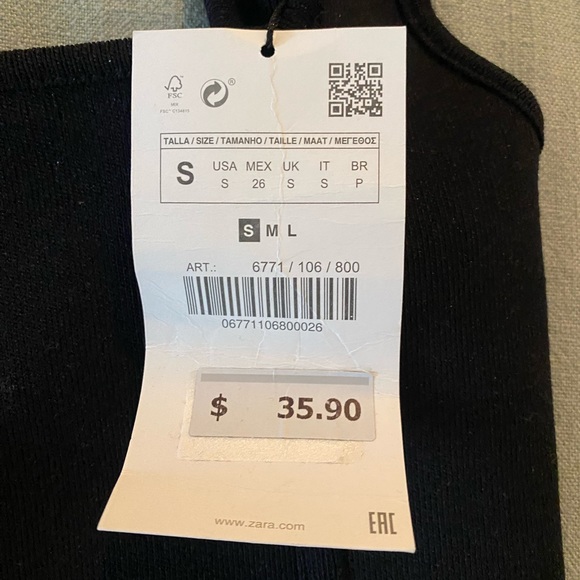 FSC
MIX
®
TALLA / SIZE / TAMANHO / TAILLE / MAAT / ΜΕΓΕΘΟΣ
S USA MEX UK IT BR
S 26 S S P
S M L
ART.: 6771 / 106 / 800
06771106800026
$ 35.90
www.zara.com
EAC